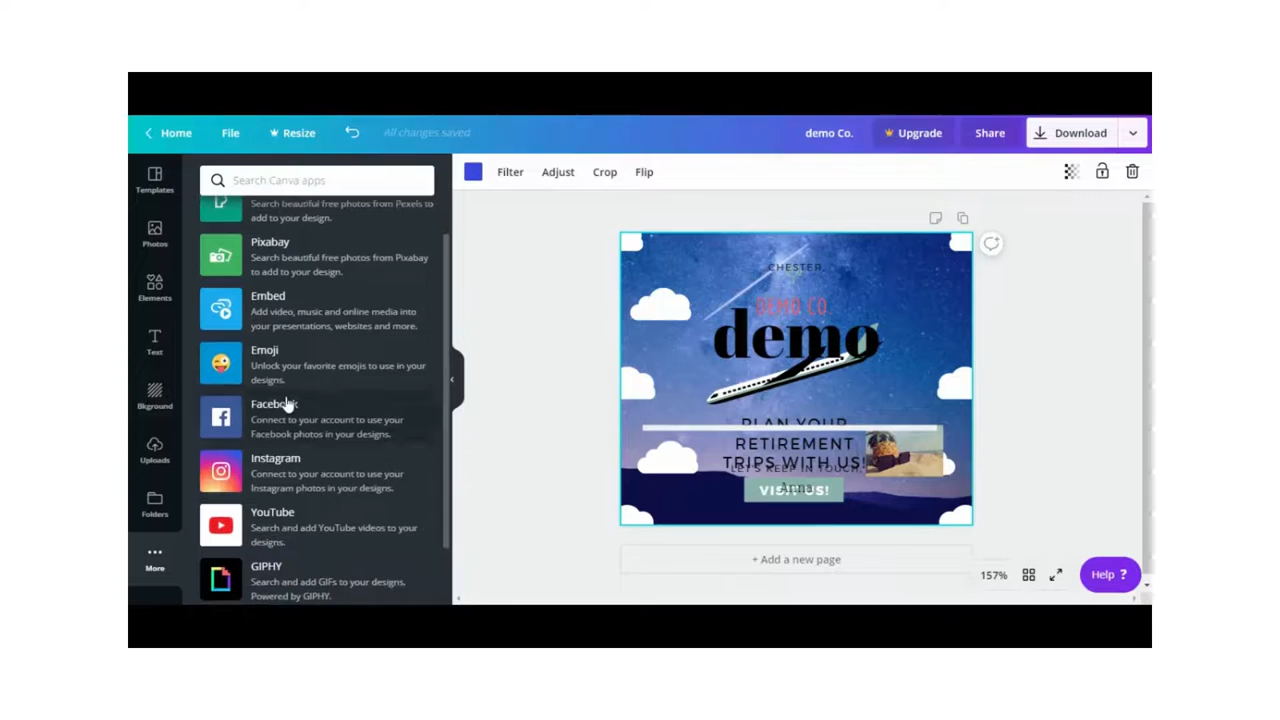 Home
File
Resize
All changes saved
demo Co.
Upgrade
Share
Download
Templates
Photos
Elements
Text
Bkground
Uploads
Folders
More
Search Canva apps
Search beautiful free photos from Pexels to
add to your design.
Pixabay
Search beautiful free photos from Pixabay
to add to your design.
Embed
Add video, music and online media into
your presentations, websites and more.
Emoji
Unlock your favorite emojis to use in your
designs.
Facebook
Connect to your account to use your
Facebook photos in your designs.
Instagram
Connect to your account to use your
Instagram photos in your designs.
YouTube
Search and add YouTube videos to your
designs.
GIPHY
Search and add GIFs to your designs.
Powered by GIPHY.
Filter
Adjust
Crop
Flip
CHESTER,
DEMO CO
demo
PLAN YOUR
RETIREMENT
TRIPS WITH US!
LET'S KEEP IN TOUCH,
VISIT US!
Anna
+ Add a new page
157%
Help ?